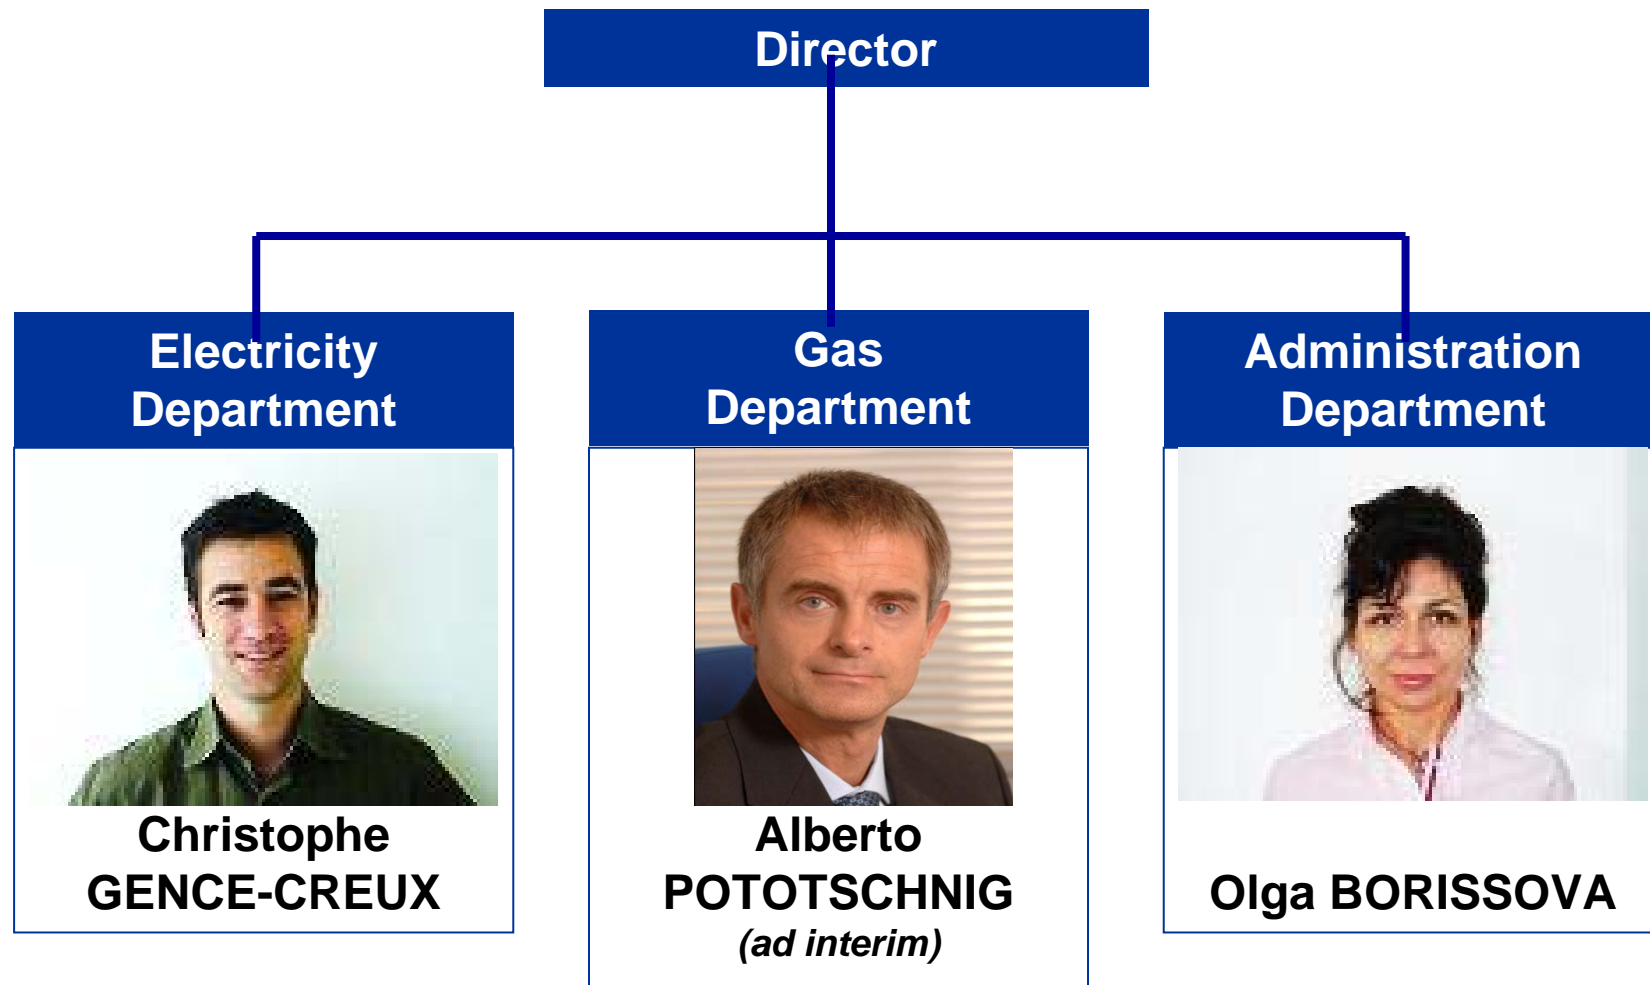 Director
Electricity
Department
Gas
Department
Administration
Department
Christophe
GENCE-CREUX
Alberto
POTOTSCHNIG
(ad interim)
Olga BORISSOVA